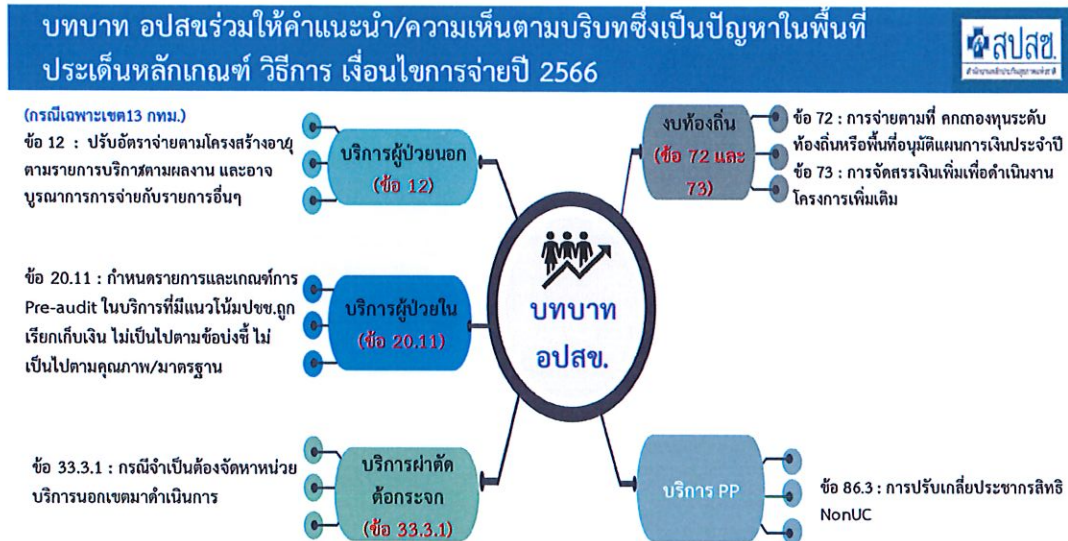 บทบาท อปสขร่วมให้คำแนะนำ/ความเห็นตามบริบทซึ่งเป็นปัญหาในพื้นที่
ประเด็นหลักเกณฑ์ วิธีการ เงื่อนไขการจ่ายปี 2566
สปสช.
สำนักงานหลักประกันสุขภาพแห่งชาติ
(กรณีเฉพาะเขต13 กทม.)
ข้อ 12 : ปรับอัตราจ่ายตามโครงสร้างอายุ
ตามรายการบริการตามผลงาน และอาจ
บูรณาการการจ่ายกับรายการอื่นๆ
บริการผู้ป่วยนอก
(ข้อ 12)
งบท้องถิ่น
(ข้อ 72 และ
73)
ข้อ 72 : การจ่ายตามที่ คกกกองทุนระดับ
ท้องถิ่นหรือพื้นที่อนุมัติแผนการเงินประจำปี
ข้อ 73 : การจัดสรรเงินเพิ่มเพื่อดำเนินงาน
โครงการเพิ่มเติม
ข้อ 20.11 : กำหนดรายการและเกณฑ์การ
Pre-audit ในบริการที่มีแนวโน้มปชช.ถูก
เรียกเก็บเงิน ไม่เป็นไปตามข้อบ่งชี้ ไม่
เป็นไปตามคุณภาพ/มาตรฐาน
บริการผู้ป่วยใน
(ข้อ 20.11)
บทบาท
อปสข.
ข้อ 33.3.1 : กรณีจำเป็นต้องจัดหาหน่วย
บริการนอกเขตมาดำเนินการ
บริการผ่าตัด
ต้อกระจก
(ข้อ 33.3.1)
บริการ PP
ข้อ 86.3 : การปรับเกลี่ยประชากรสิทธิ
NonUC